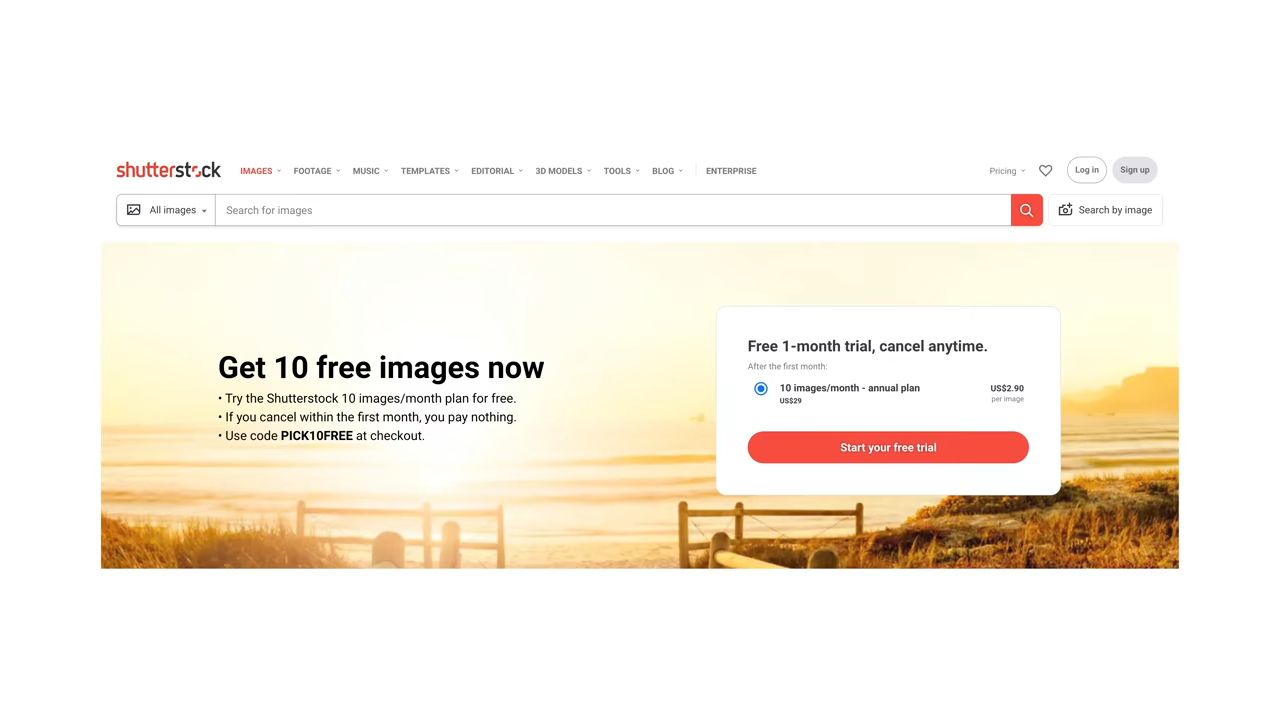 shutterstock
IMAGES FOOTAGE MUSIC TEMPLATES EDITORIAL 3D MODELS TOOLS BLOG ENTERPRISE
Pricing Log in Sign up
All images Search for images Search by image
Get 10 free images now
• Try the Shutterstock 10 images/month plan for free.
• If you cancel within the first month, you pay nothing.
• Use code PICK10FREE at checkout.
Free 1-month trial, cancel anytime.
After the first month:
10 images/month - annual plan US$2.90
US$29 per image
Start your free trial